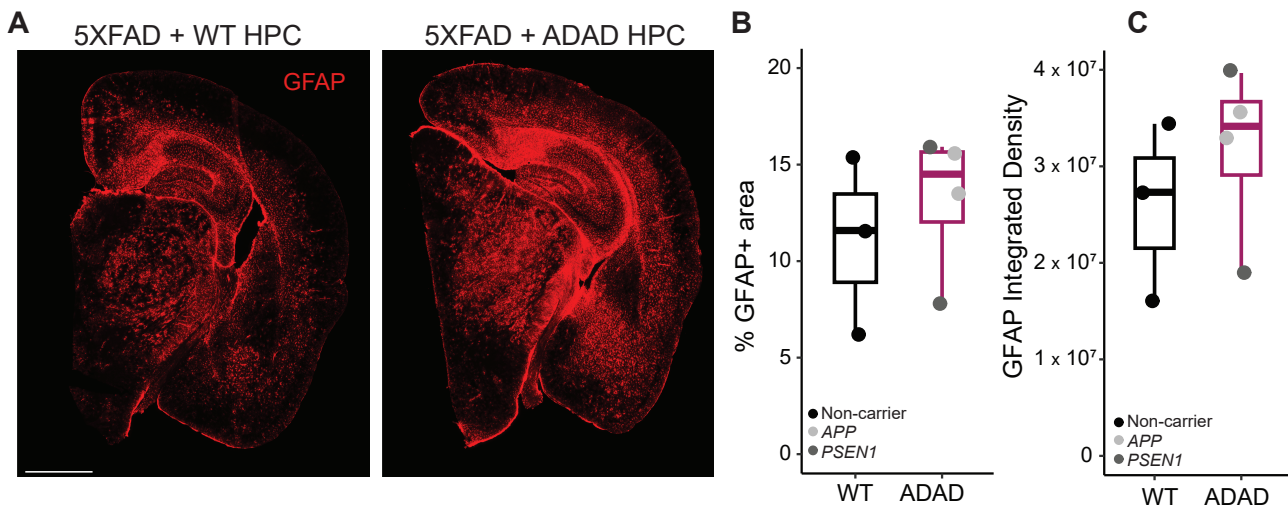 A
5XFAD + WT HPC
5XFAD + ADAD HPC
GFAP
B
% GFAP+ area
20
15
10
5
0
Non-carrier
APP
PSEN1
WT
ADAD
C
GFAP Integrated Density
4 x 10⁷
3 x 10⁷
2 x 10⁷
1 x 10⁷
0
Non-carrier
APP
PSEN1
WT
ADAD